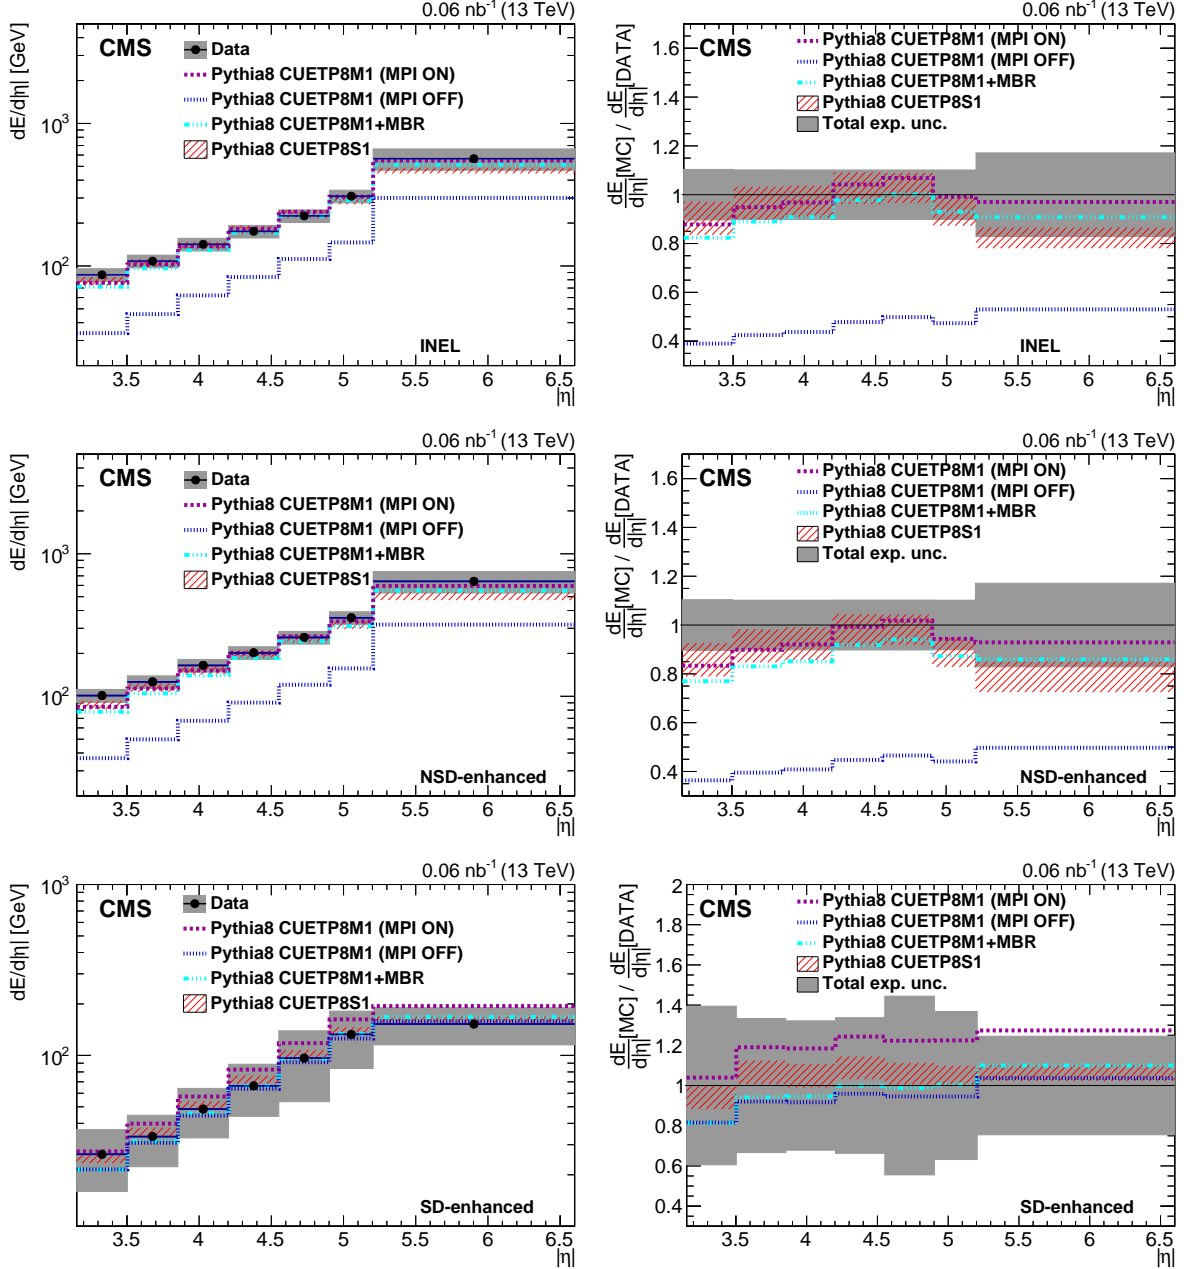 0.06 nb-1 (13 TeV)
dE/d|η| [GeV]
CMS
Data
Pythia8 CUETP8M1 (MPI ON)
Pythia8 CUETP8M1 (MPI OFF)
Pythia8 CUETP8M1+MBR
Pythia8 CUETP8S1
10^3
10^2
INEL
3.5 4 4.5 5 5.5 6 6.5
|η|
0.06 nb-1 (13 TeV)
dE/d|η| [MC] / dE/d|η| [DATA]
CMS
Pythia8 CUETP8M1 (MPI ON)
Pythia8 CUETP8M1 (MPI OFF)
Pythia8 CUETP8M1+MBR
Pythia8 CUETP8S1
Total exp. unc.
1.6
1.4
1.2
1
0.8
0.6
0.4
INEL
3.5 4 4.5 5 5.5 6 6.5
|η|
0.06 nb-1 (13 TeV)
dE/d|η| [GeV]
CMS
Data
Pythia8 CUETP8M1 (MPI ON)
Pythia8 CUETP8M1 (MPI OFF)
Pythia8 CUETP8M1+MBR
Pythia8 CUETP8S1
10^3
10^2
NSD-enhanced
3.5 4 4.5 5 5.5 6 6.5
|η|
0.06 nb-1 (13 TeV)
dE/d|η| [MC] / dE/d|η| [DATA]
CMS
Pythia8 CUETP8M1 (MPI ON)
Pythia8 CUETP8M1 (MPI OFF)
Pythia8 CUETP8M1+MBR
Pythia8 CUETP8S1
Total exp. unc.
1.6
1.4
1.2
1
0.8
0.6
0.4
NSD-enhanced
3.5 4 4.5 5 5.5 6 6.5
|η|
0.06 nb-1 (13 TeV)
dE/d|η| [GeV]
CMS
Data
Pythia8 CUETP8M1 (MPI ON)
Pythia8 CUETP8M1 (MPI OFF)
Pythia8 CUETP8M1+MBR
Pythia8 CUETP8S1
10^3
10^2
SD-enhanced
3.5 4 4.5 5 5.5 6 6.5
|η|
0.06 nb-1 (13 TeV)
dE/d|η| [MC] / dE/d|η| [DATA]
CMS
Pythia8 CUETP8M1 (MPI ON)
Pythia8 CUETP8M1 (MPI OFF)
Pythia8 CUETP8M1+MBR
Pythia8 CUETP8S1
Total exp. unc.
2
1.8
1.6
1.4
1.2
1
0.8
0.6
0.4
SD-enhanced
3.5 4 4.5 5 5.5 6 6.5
|η|